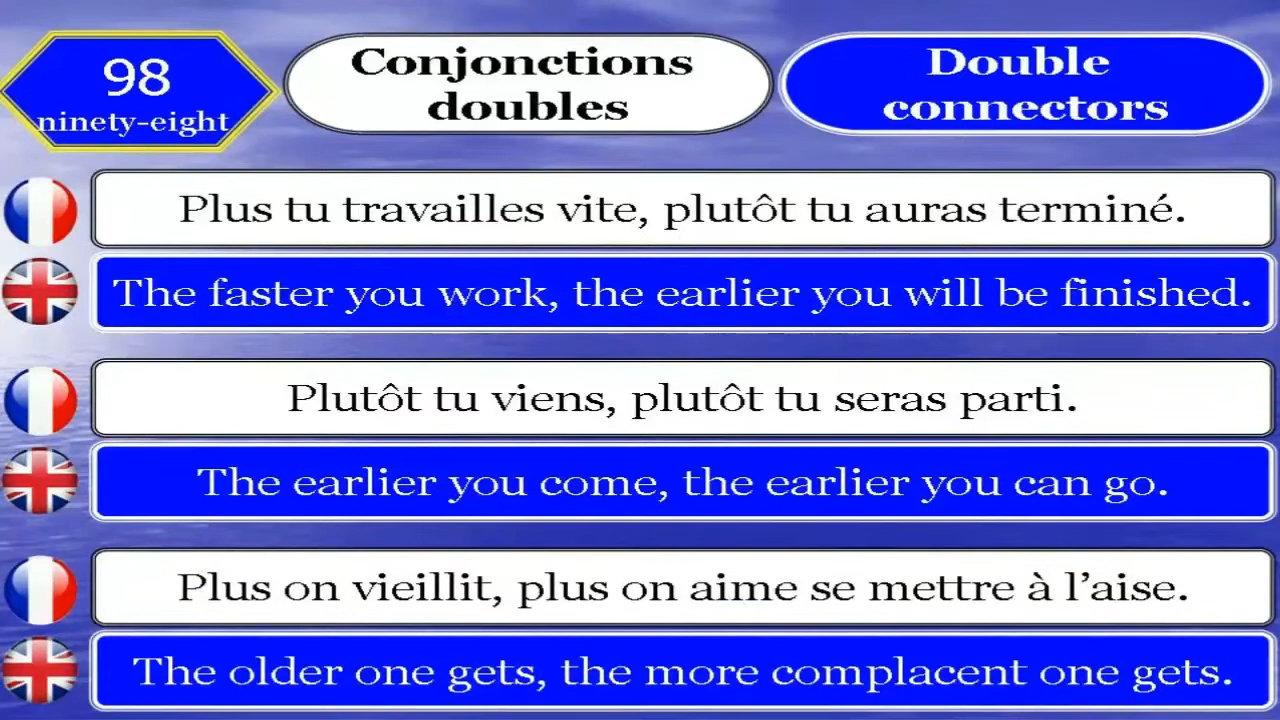 98
ninety-eight
Conjonctions
doubles
Double
connectors
Plus tu travailles vite, plutôt tu auras terminé.
The faster you work, the earlier you will be finished.
Plutôt tu viens, plutôt tu seras parti.
The earlier you come, the earlier you can go.
Plus on vieillit, plus on aime se mettre à l’aise.
The older one gets, the more complacent one gets.